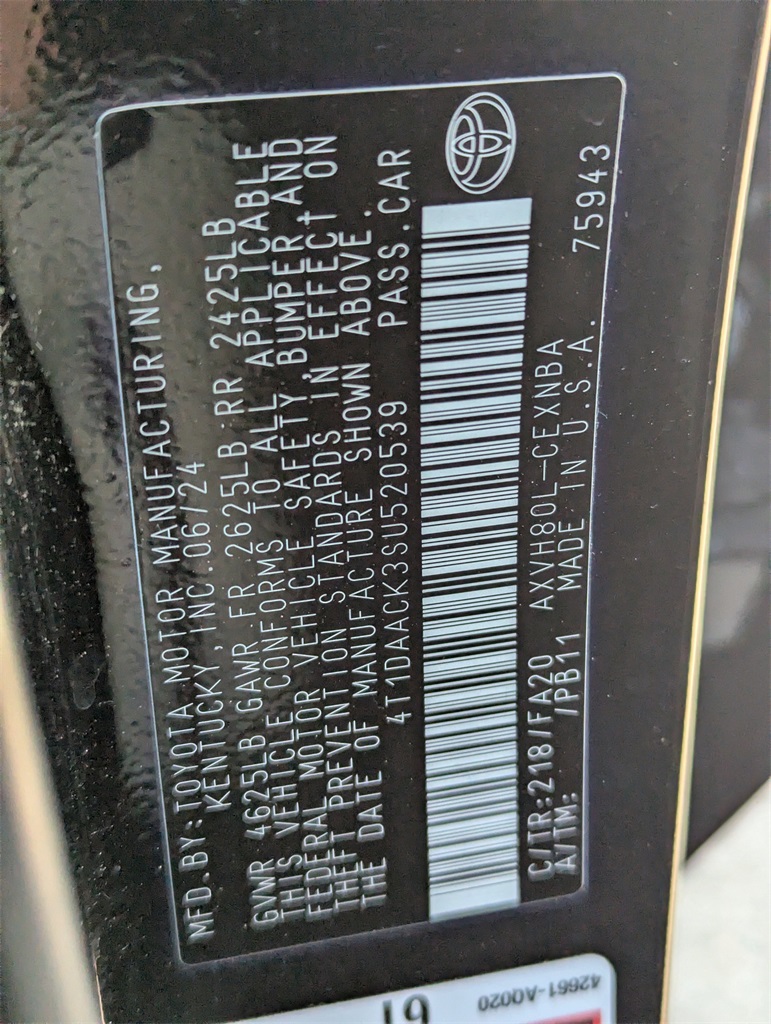 MFD.BY:TOYOTA MOTOR MANUFACTURING,
KENTUCKY,INC.06/24
GVWR 4625LB GAWR FR 2625LB RR 2425LB
THIS VEHICLE CONFORMS TO ALL APPLICABLE
FEDERAL MOTOR VEHICLE SAFETY,BUMPER AND
THEFT PREVENTION STANDARDS IN EFFECT ON
THE DATE OF MANUFACTURE SHOWN ABOVE.
4T1DAACK3SU520539 PASS.CAR
C/TR:218/FA20 AXVH80L-CEXNBA
A/TM: /PB11 MADE IN U.S.A. 75943
42661-AQ020
61